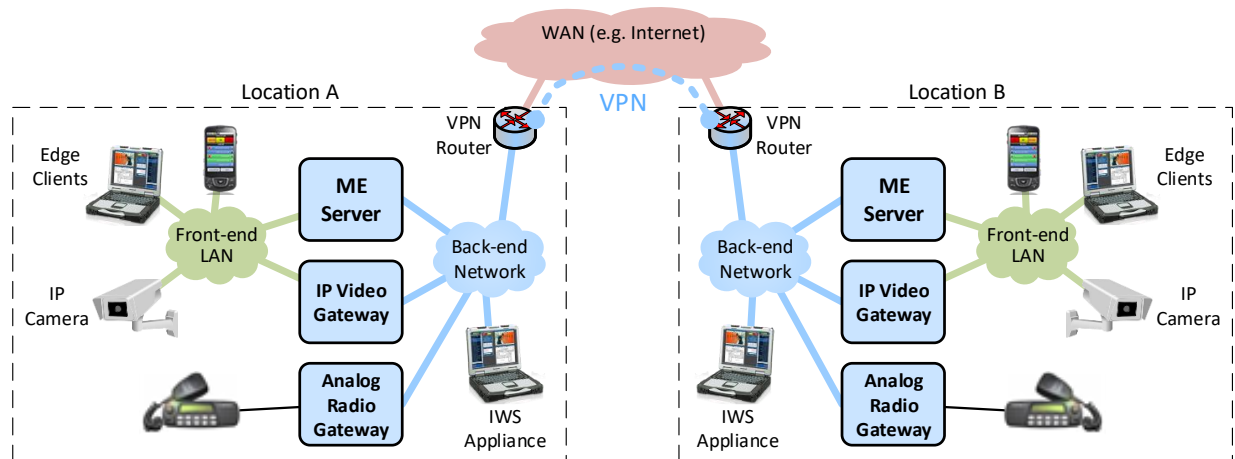 WAN (e.g. Internet)
VPN
Location A
VPN
Router
Edge
Clients
ME
Server
Front-end
LAN
Back-end
Network
IP
Camera
IP Video
Gateway
Analog
Radio
Gateway
IWS
Appliance
Location B
VPN
Router
ME
Server
Edge
Clients
Front-end
LAN
Back-end
Network
IP Video
Gateway
IP
Camera
IWS
Appliance
Analog
Radio
Gateway